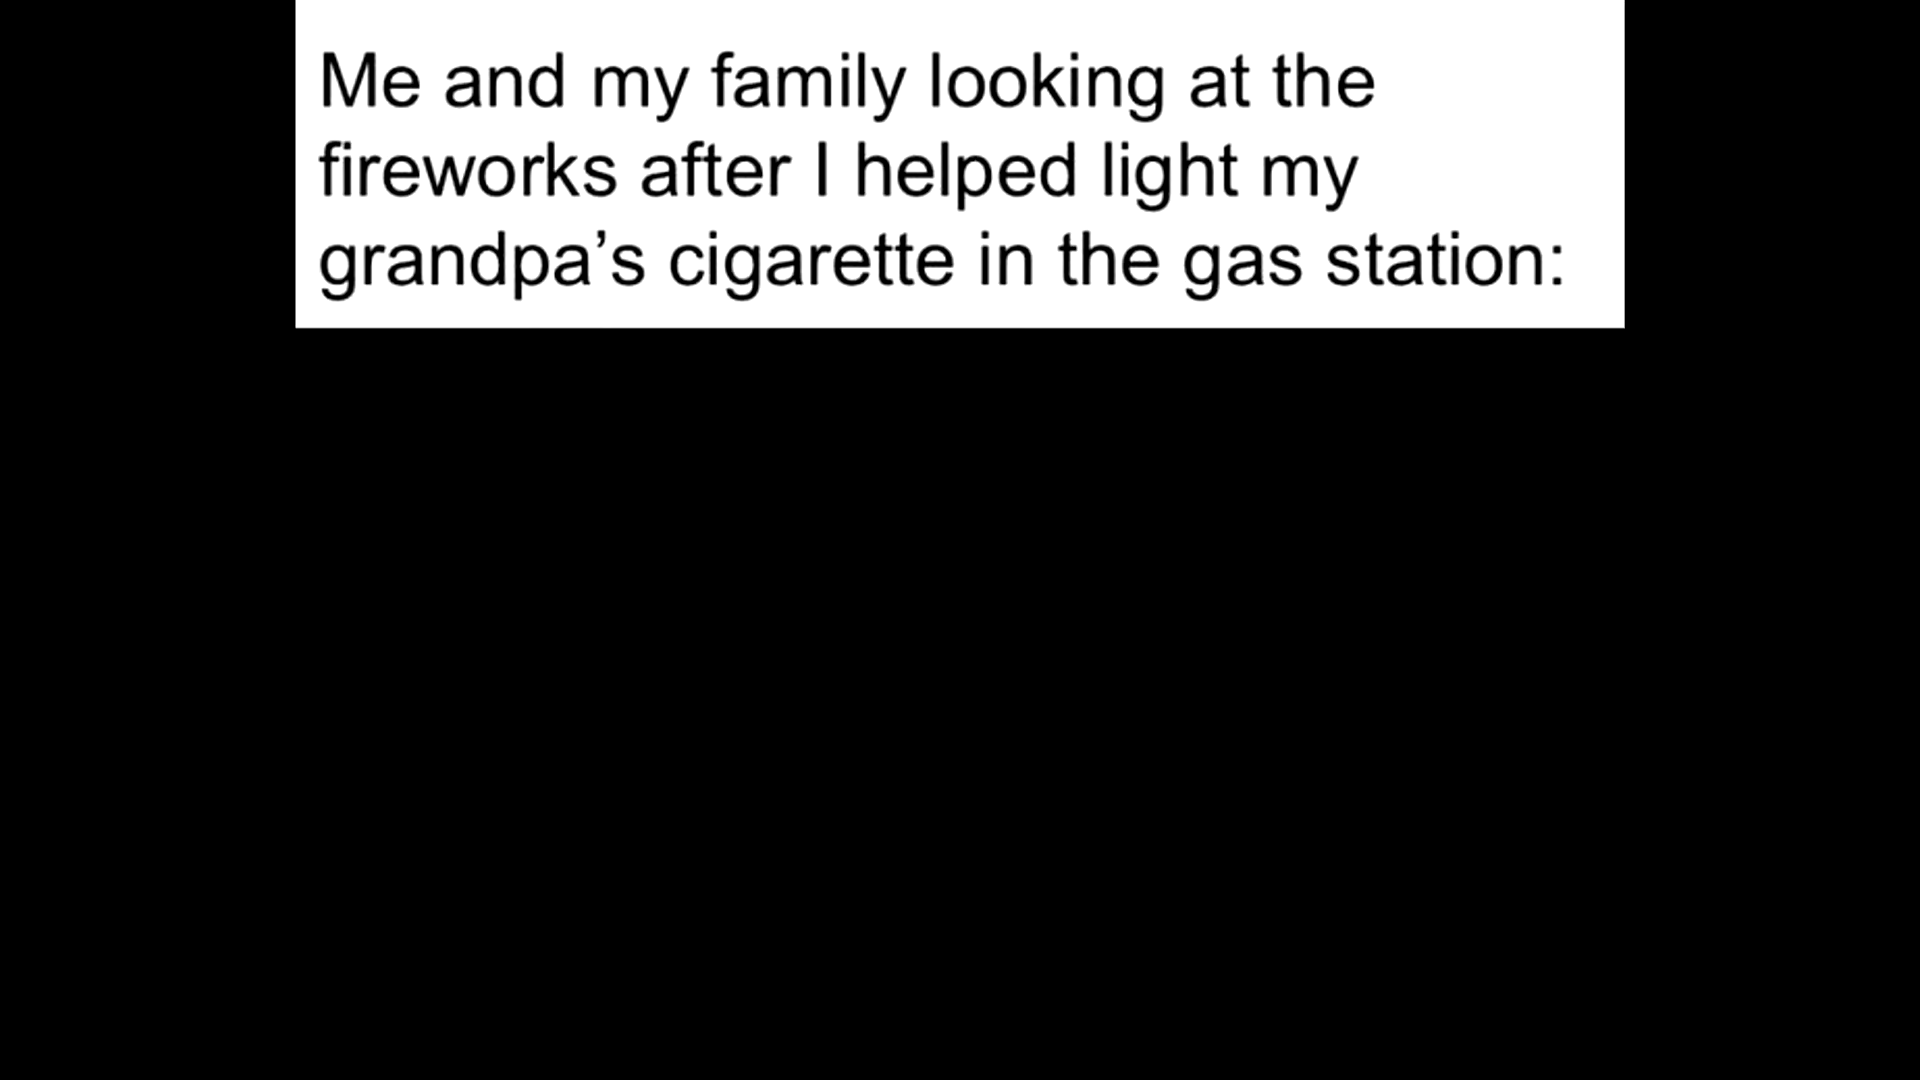 Me and my family looking at the
fireworks after I helped light my
grandpa’s cigarette in the gas station: